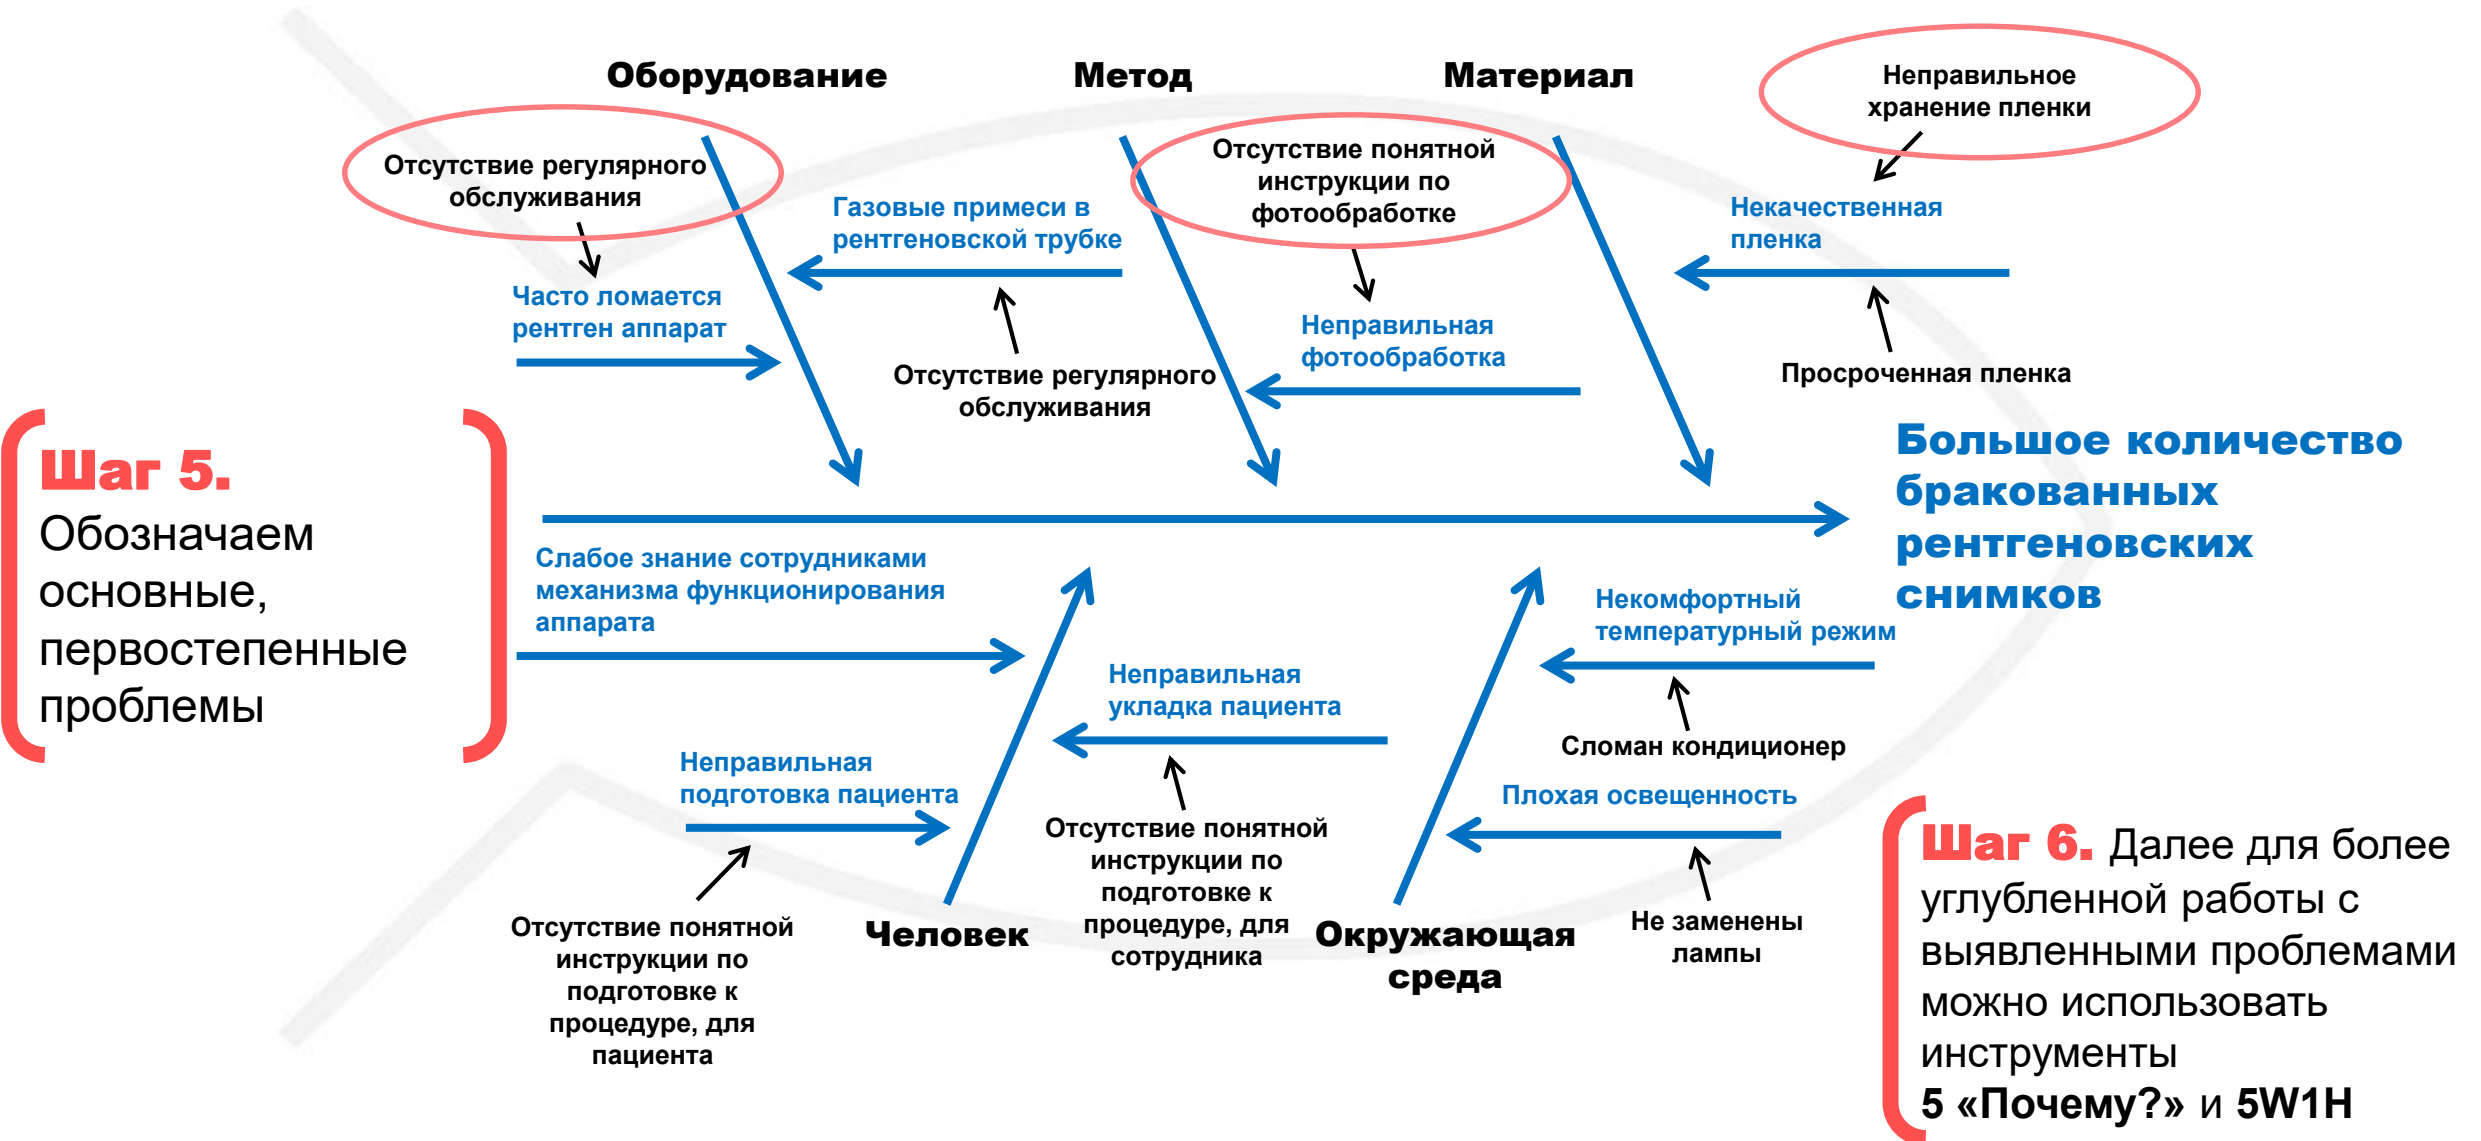 Оборудование
Метод
Материал
Неправильное
хранение пленки
Отсутствие регулярного
обслуживания
Газовые примеси в
рентгеновской трубке
Отсутствие понятной
инструкции по
фотообработке
Некачественная
пленка
Часто ломается
рентген аппарат
Отсутствие регулярного
обслуживания
Неправильная
фотообработка
Просроченная пленка
Шаг 5.
Обозначаем
основные,
первостепенные
проблемы
Большое количество
бракованных
рентгеновских
снимков
Слабое знание сотрудниками
механизма функционирования
аппарата
Неправильная
укладка пациента
Некомфортный
температурный режим
Сломан кондиционер
Неправильная
подготовка пациента
Плохая освещенность
Отсутствие понятной
инструкции по
подготовке к
процедуре, для
пациента
Человек
Отсутствие понятной
инструкции по
подготовке к
процедуре, для
сотрудника
Окружающая
среда
Не заменены
лампы
Шаг 6. Далее для более
углубленной работы с
выявленными проблемами
можно использовать
инструменты
5 «Почему?» и 5W1H